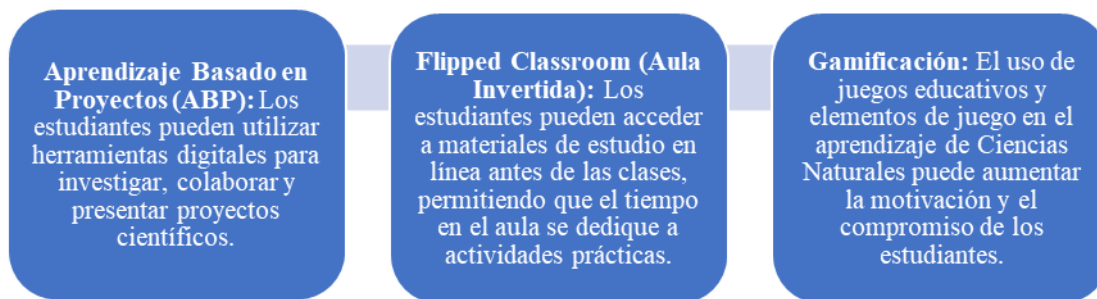 Aprendizaje Basado en
Proyectos (ABP): Los
estudiantes pueden utilizar
herramientas digitales para
investigar, colaborar y
presentar proyectos
científicos.
Flipped Classroom (Aula
Invertida): Los
estudiantes pueden acceder
a materiales de estudio en
línea antes de las clases,
permitiendo que el tiempo
en el aula se dedique a
actividades prácticas.
Gamificación: El uso de
juegos educativos y
elementos de juego en el
aprendizaje de Ciencias
Naturales puede aumentar
la motivación y el
compromiso de los
estudiantes.